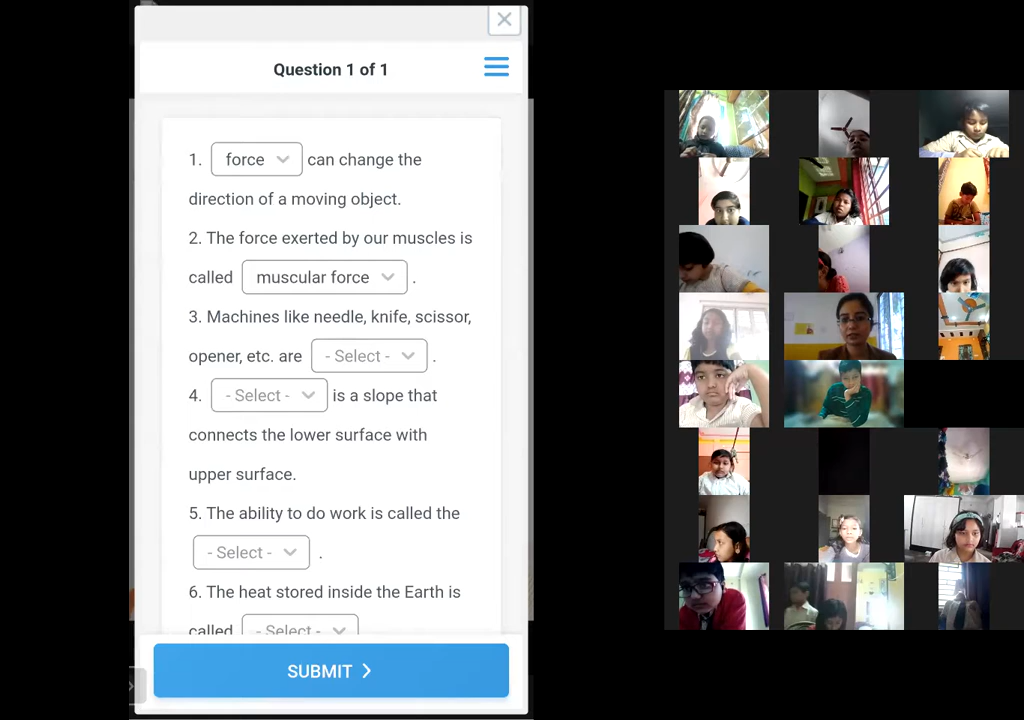 Question 1 of 1
1. force can change the
direction of a moving object.
2. The force exerted by our muscles is
called muscular force .
3. Machines like needle, knife, scissor,
opener, etc. are - Select - .
4. - Select - is a slope that
connects the lower surface with
upper surface.
5. The ability to do work is called the
- Select - .
6. The heat stored inside the Earth is
called - Select -
SUBMIT